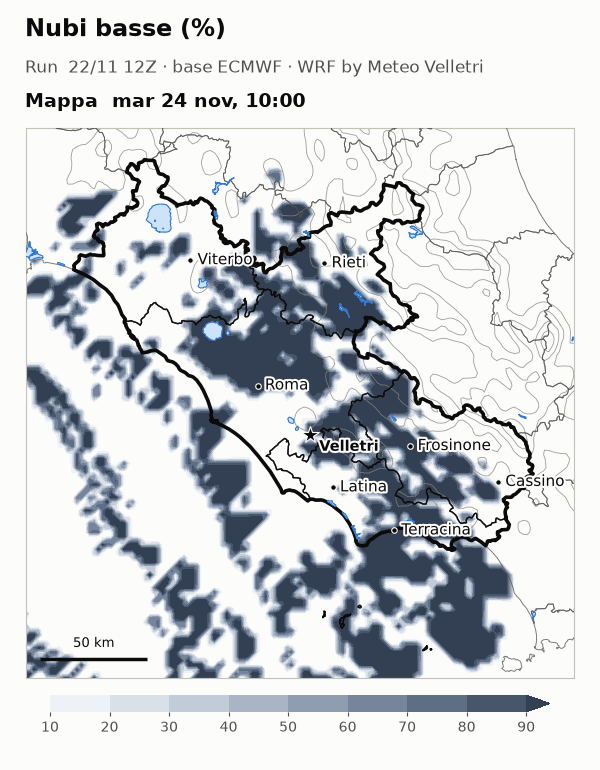 Nubi basse (%)
Run  22/11 12Z · base ECMWF · WRF by Meteo Velletri
Mappa  mar 24 nov, 10:00
Viterbo
Rieti
Roma
Velletri
Frosinone
Latina
Cassino
Terracina
50 km
10 20 30 40 50 60 70 80 90